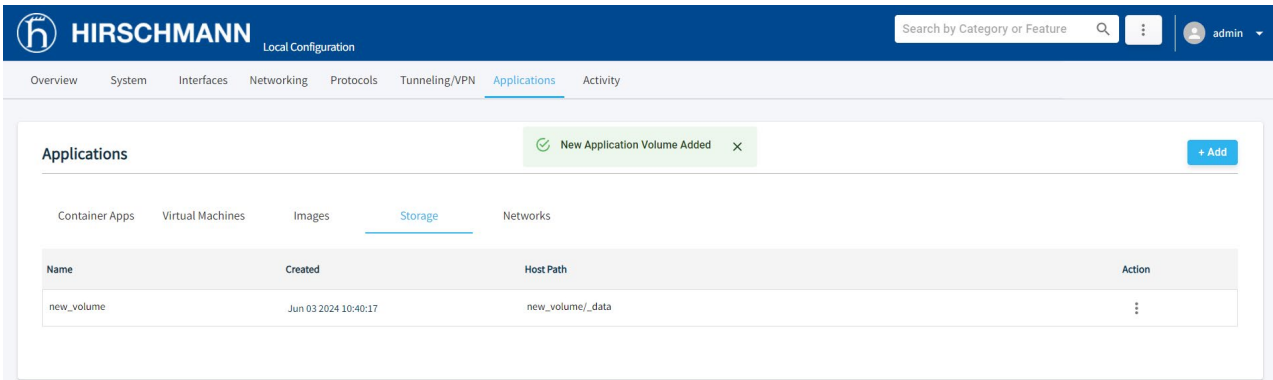 HIRSCHMANN Local Configuration
Search by Category or Feature
admin
Overview System Interfaces Networking Protocols Tunneling/VPN Applications Activity
Applications
New Application Volume Added
+ Add
Container Apps Virtual Machines Images Storage Networks
Name Created Host Path Action
new_volume Jun 03 2024 10:40:17 new_volume/_data